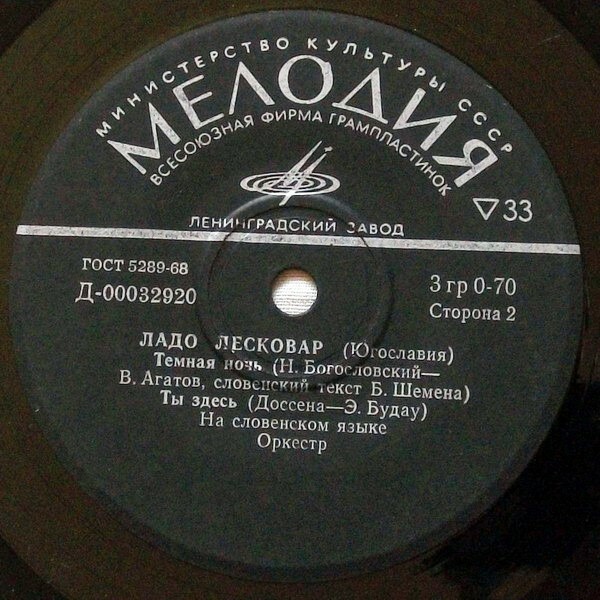 МИНИСТЕРСТВО КУЛЬТУРЫ СССР
МЕЛОДИЯ
ВСЕСОЮЗНАЯ ФИРМА ГРАМПЛАСТИНОК
33
ЛЕНИНГРАДСКИЙ ЗАВОД
ГОСТ 5289-68
Д-00032920
3 гр 0-70
Сторона 2
ЛАДО ЛЕСКОВАР (Югославия)
Темная ночь (Н. Богословский—
В. Агатов, словенский текст Б. Шемена)
Ты здесь (Доссена—Э. Будау)
На словенском языке
Оркестр